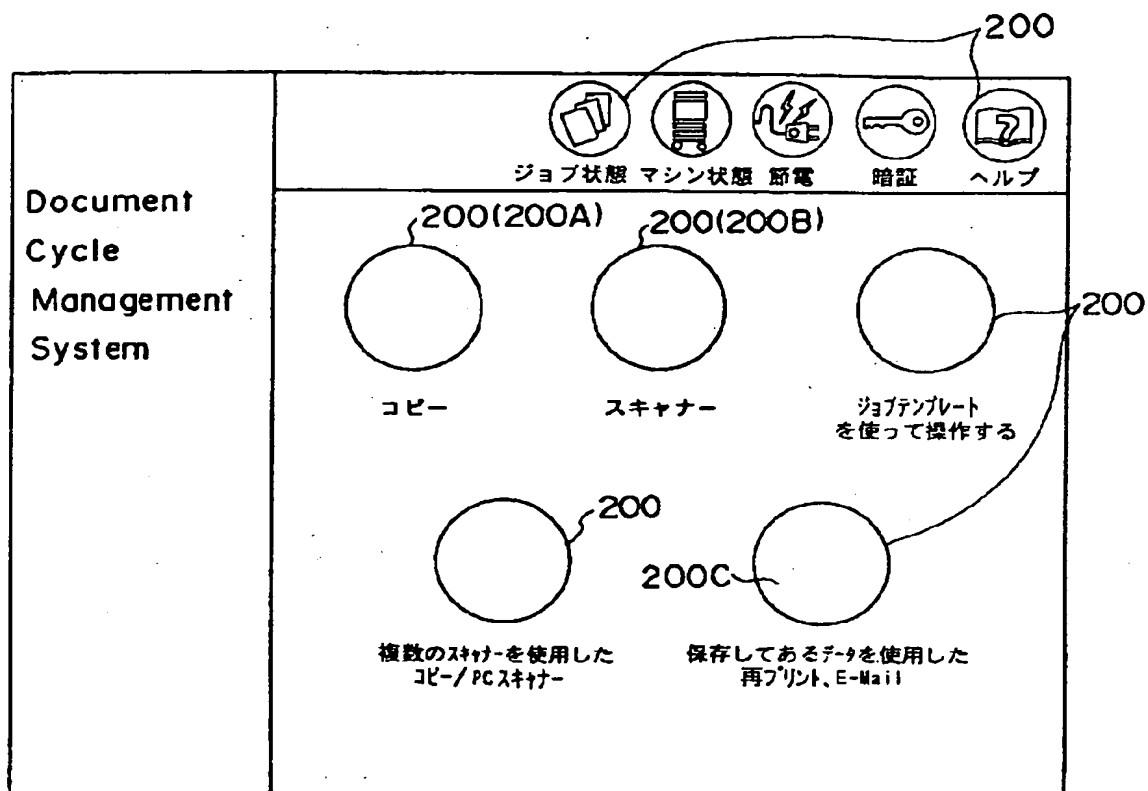 200
ジョブ状態 マシン状態 節電 暗証 ヘルプ
Document
Cycle
Management
System
200(200A)
200(200B)
200
コピー
スキャナー
ジョブテンプレート
を使って操作する
200
200C
複数のスキャナーを使用した
コピー/PCスキャナー
保存してあるデータを使用した
再プリント、E-Mail